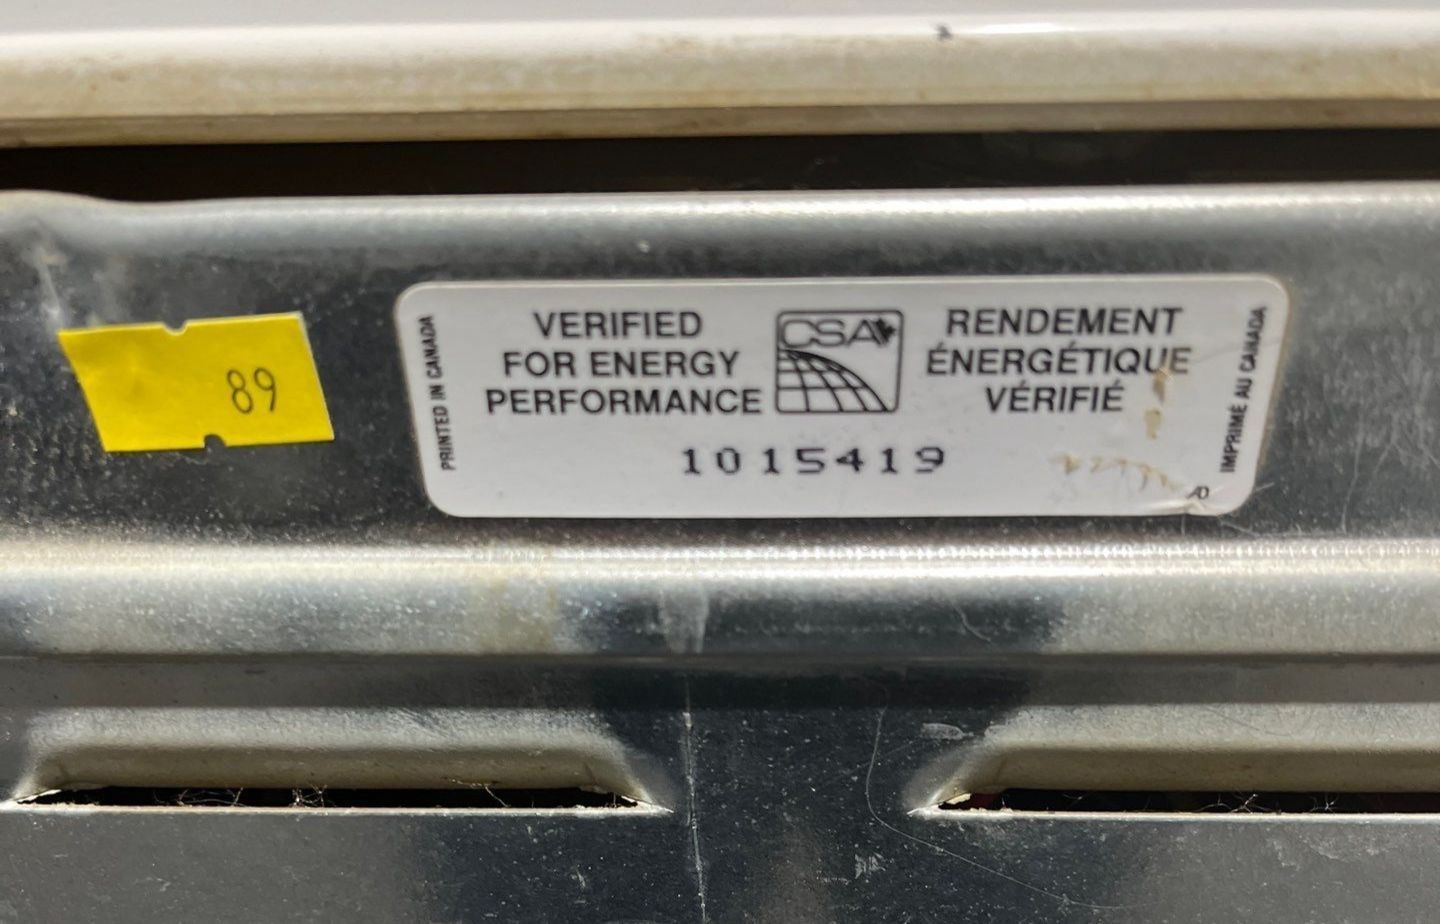 89
PRINTED IN CANADA
VERIFIED
FOR ENERGY
PERFORMANCE
CSA
RENDEMENT
ÉNERGÉTIQUE
VÉRIFIÉ
IMPRIMÉ AU CANADA
1015419